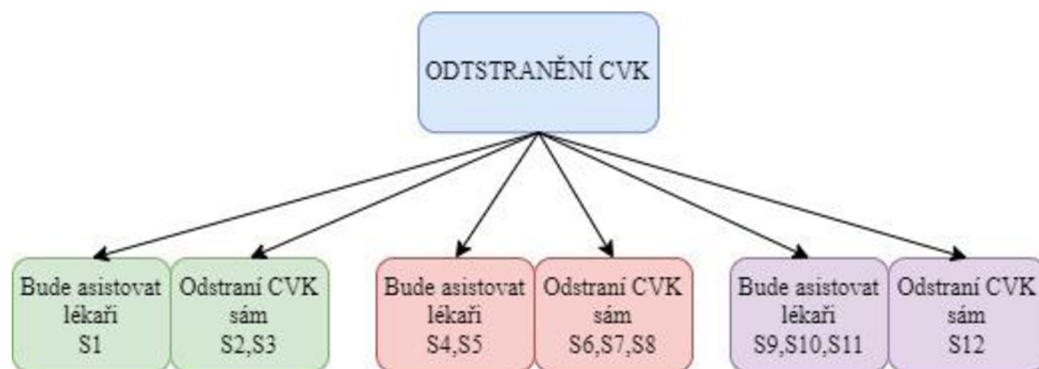 ODTSTRANĚNÍ CVK
Bude asistovat
lékaři
S1
Odstraní CVK
sám
S2,S3
Bude asistovat
lékaři
S4,S5
Odstraní CVK
sám
S6,S7,S8
Bude asistovat
lékaři
S9,S10,S11
Odstraní CVK
sám
S12